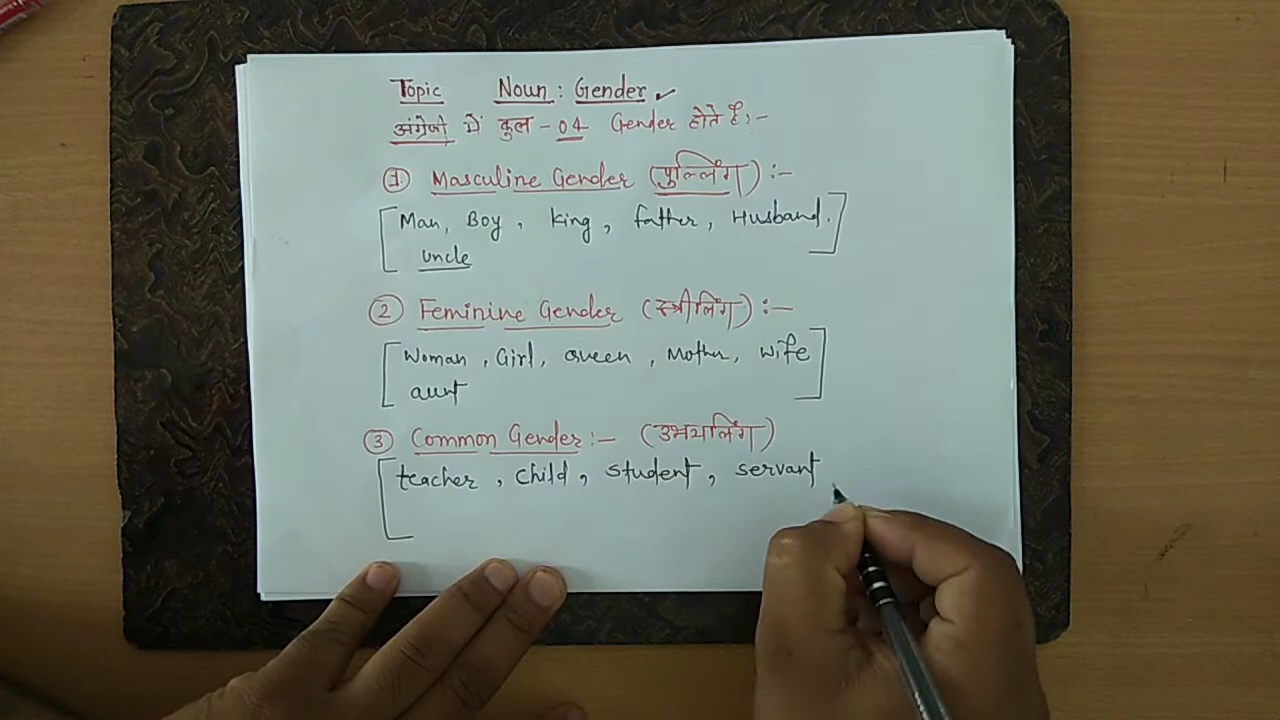 Topic Noun : Gender ✓
अंग्रेजी में कुल - 04 Gender होते है :-
① Masculine Gender (पुल्लिंग) :-
[Man, Boy, King, father, Husband.
uncle]
② Feminine Gender (स्त्रीलिंग) :-
[Woman, Girl, queen, Mother, wife
aunt]
③ Common Gender :- (उभयलिंग)
[teacher, child, student, servant